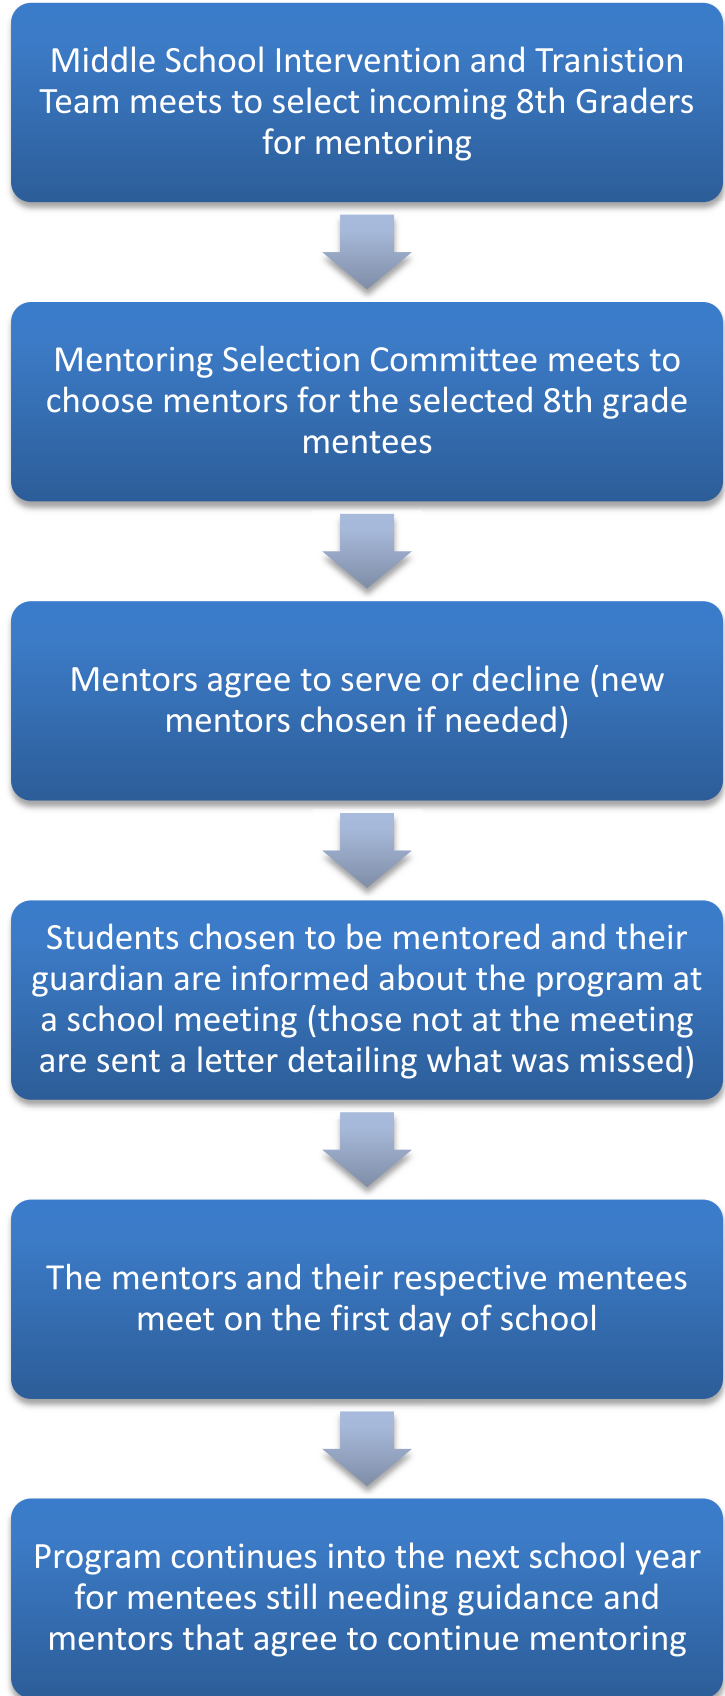 Middle School Intervention and Tranistion
Team meets to select incoming 8th Graders
for mentoring
Mentoring Selection Committee meets to
choose mentors for the selected 8th grade
mentees
Mentors agree to serve or decline (new
mentors chosen if needed)
Students chosen to be mentored and their
guardian are informed about the program at
a school meeting (those not at the meeting
are sent a letter detailing what was missed)
The mentors and their respective mentees
meet on the first day of school
Program continues into the next school year
for mentees still needing guidance and
mentors that agree to continue mentoring